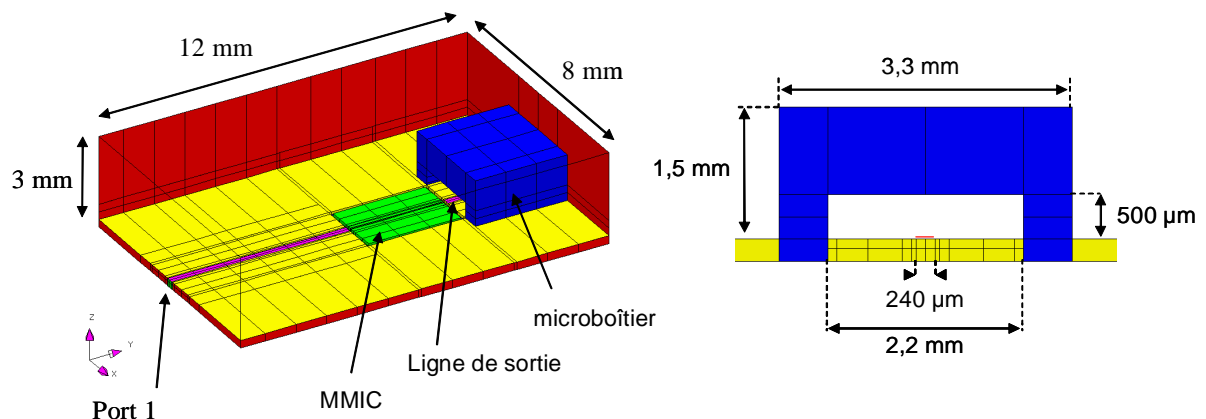 12 mm
8 mm
3 mm
microboîtier
Ligne de sortie
MMIC
Port 1
Z
Y
X
3,3 mm
1,5 mm
500 µm
240 µm
2,2 mm